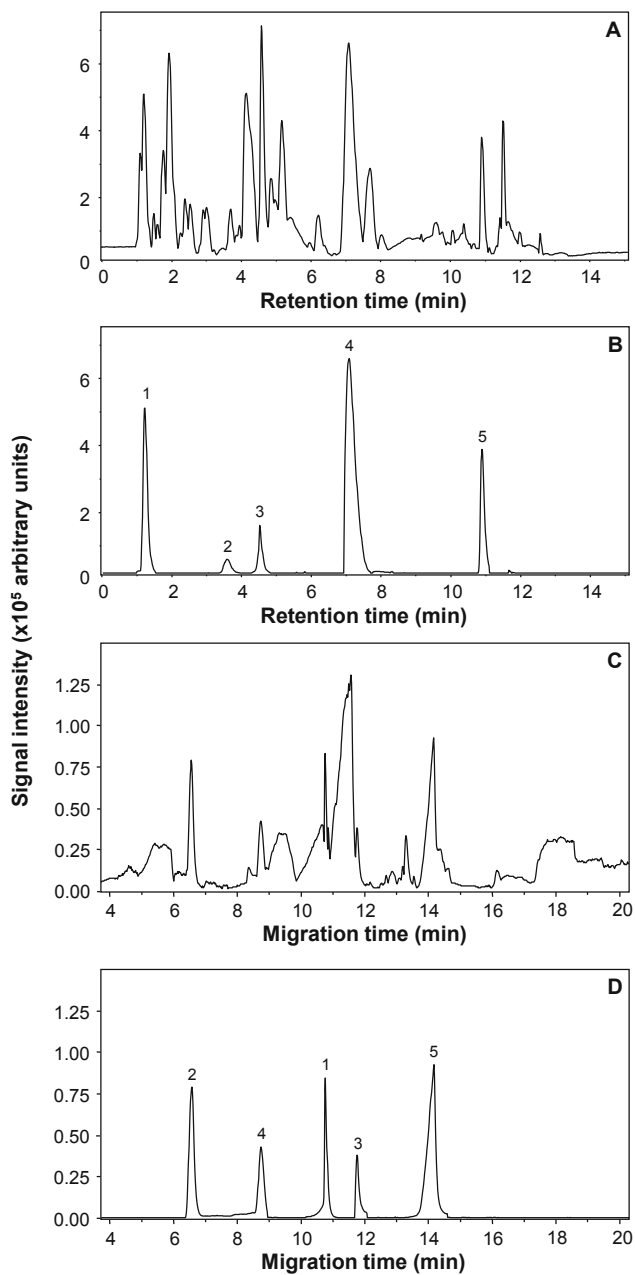 A
6
4
2
0
0 2 4 6 8 10 12 14
Retention time (min)
B
4
1
5
3
2
6
4
2
0
0 2 4 6 8 10 12 14
Retention time (min)
Signal intensity (x10⁵ arbitrary units)
C
1.25
1.00
0.75
0.50
0.25
0.00
4 6 8 10 12 14 16 18 20
Migration time (min)
D
1.25
1.00
0.75
0.50
0.25
0.00
2
4
1
3
5
4 6 8 10 12 14 16 18 20
Migration time (min)